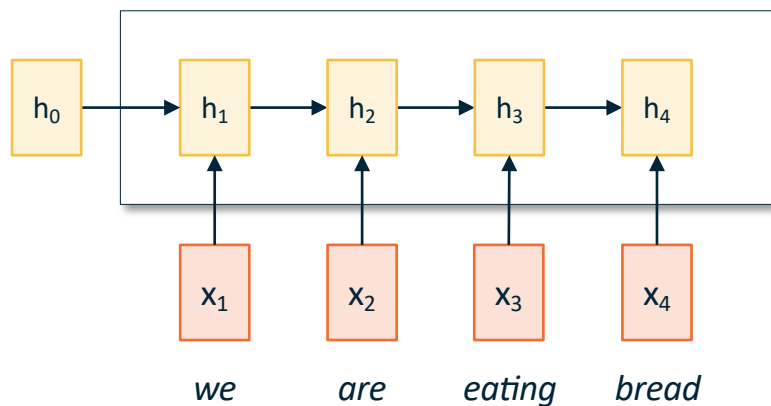 h₀ h₁ h₂ h₃ h₄
x₁ x₂ x₃ x₄
we are eating bread